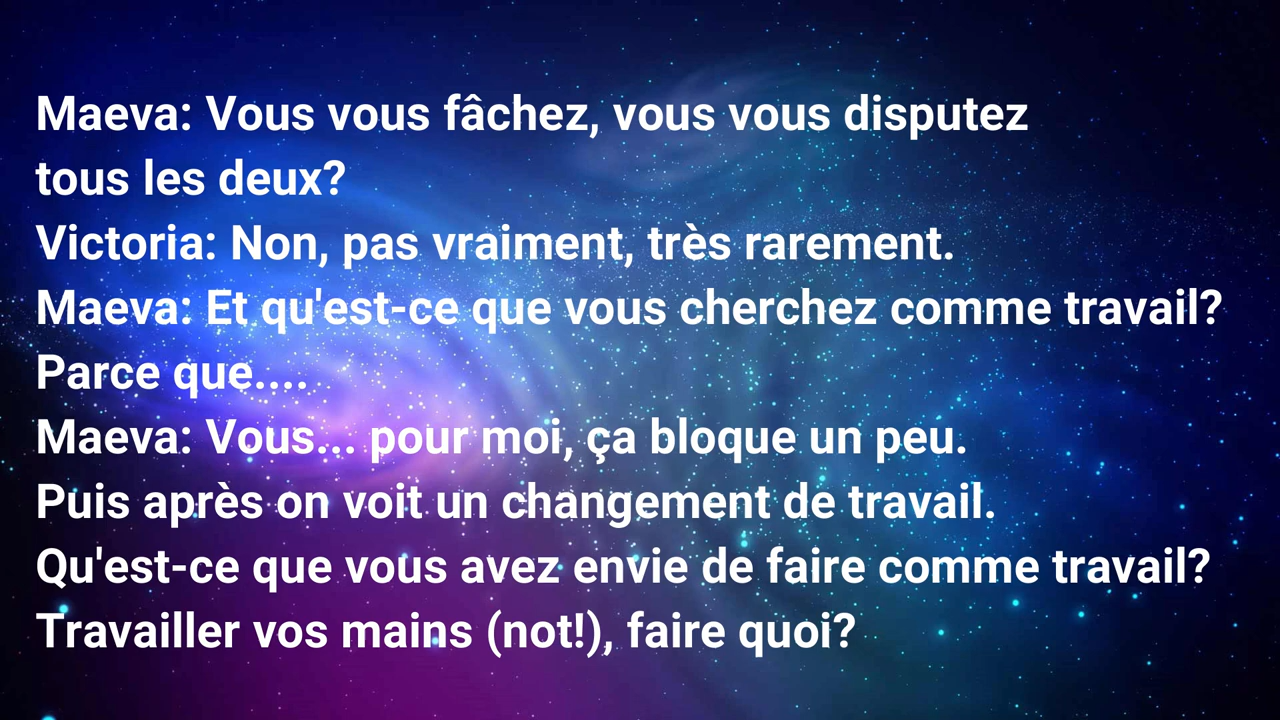 Maeva: Vous vous fâchez, vous vous disputez
tous les deux?
Victoria: Non, pas vraiment, très rarement.
Maeva: Et qu'est-ce que vous cherchez comme travail?
Parce que....
Maeva: Vous... pour moi, ça bloque un peu.
Puis après on voit un changement de travail.
Qu'est-ce que vous avez envie de faire comme travail?
Travailler vos mains (not!), faire quoi?